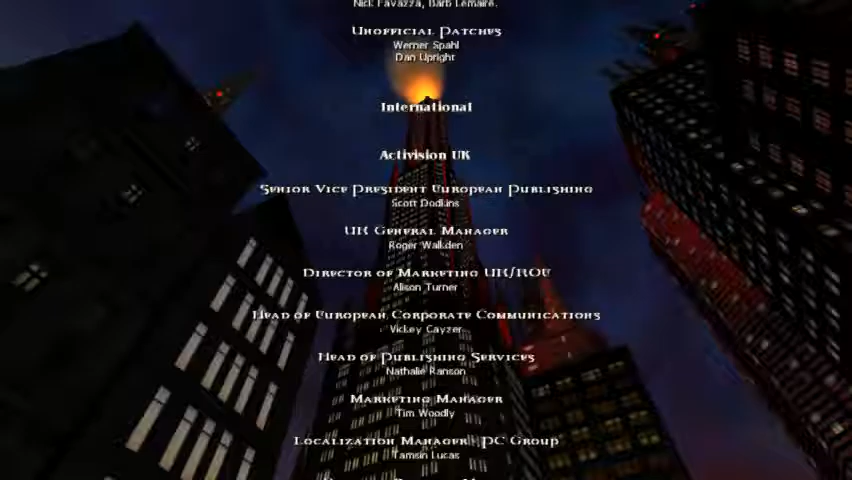 Nick Favazza, Barb Lemaire.
Unofficial Patches
Werner Spahl
Dan Upright
International
Activision UK
Senior Vice President European Publishing
Scott Dodkins
UK General Manager
Roger Walkden
Director of Marketing UK/ROE
Alison Turner
Head of European Corporate Communications
Vickey Cayzer
Head of Publishing Services
Nathalie Ranson
Marketing Manager
Tim Woodly
Localization Manager - PC Group
Tamsin Lucas